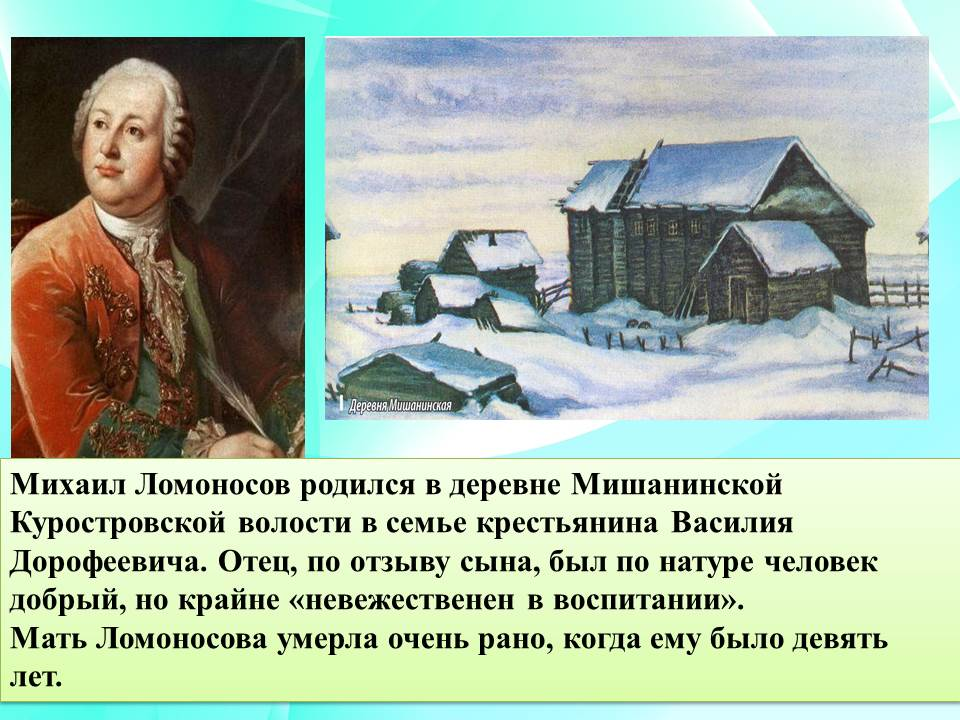 Деревня Мишанинская
Михаил Ломоносов родился в деревне Мишанинской
Куростровской волости в семье крестьянина Василия
Дорофеевича. Отец, по отзыву сына, был по натуре человек
добрый, но крайне «невежественен в воспитании».
Мать Ломоносова умерла очень рано, когда ему было девять
лет.